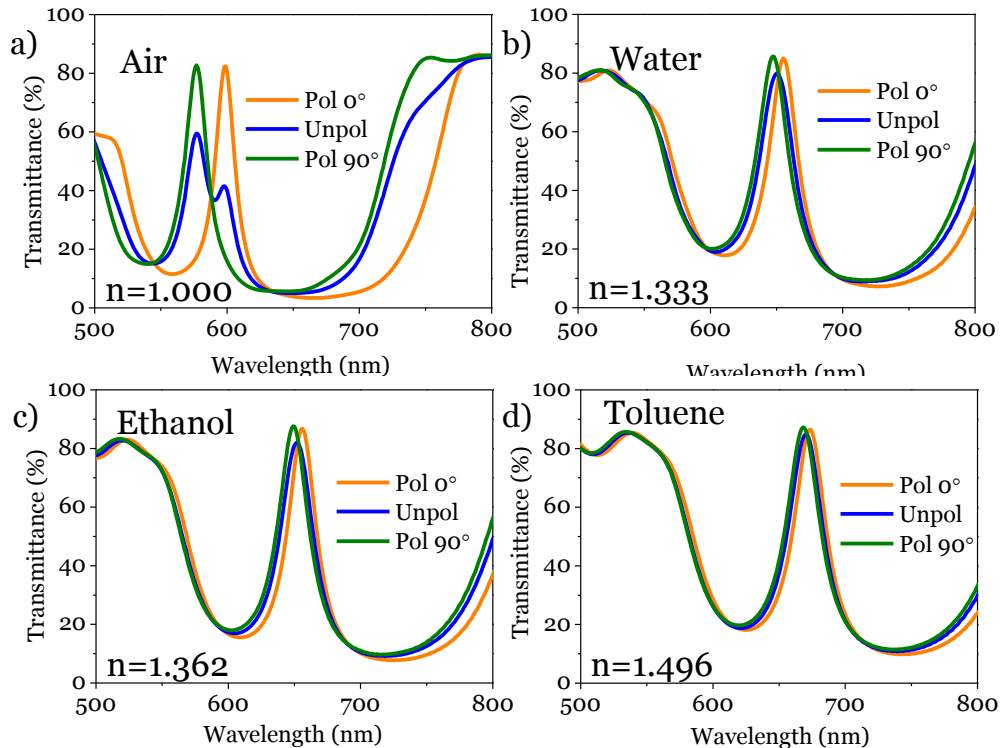 a)
Air
Transmittance (%)
100
80
60
40
20
0
Pol 0°
Unpol
Pol 90°
n=1.000
500 600 700 800
Wavelength (nm)
b)
Water
Transmittance (%)
100
80
60
40
20
0
Pol 0°
Unpol
Pol 90°
n=1.333
500 600 700 800
Wavelength (nm)
c)
Ethanol
Transmittance (%)
100
80
60
40
20
0
Pol 0°
Unpol
Pol 90°
n=1.362
500 600 700 800
Wavelength (nm)
d)
Toluene
Transmittance (%)
100
80
60
40
20
0
Pol 0°
Unpol
Pol 90°
n=1.496
500 600 700 800
Wavelength (nm)